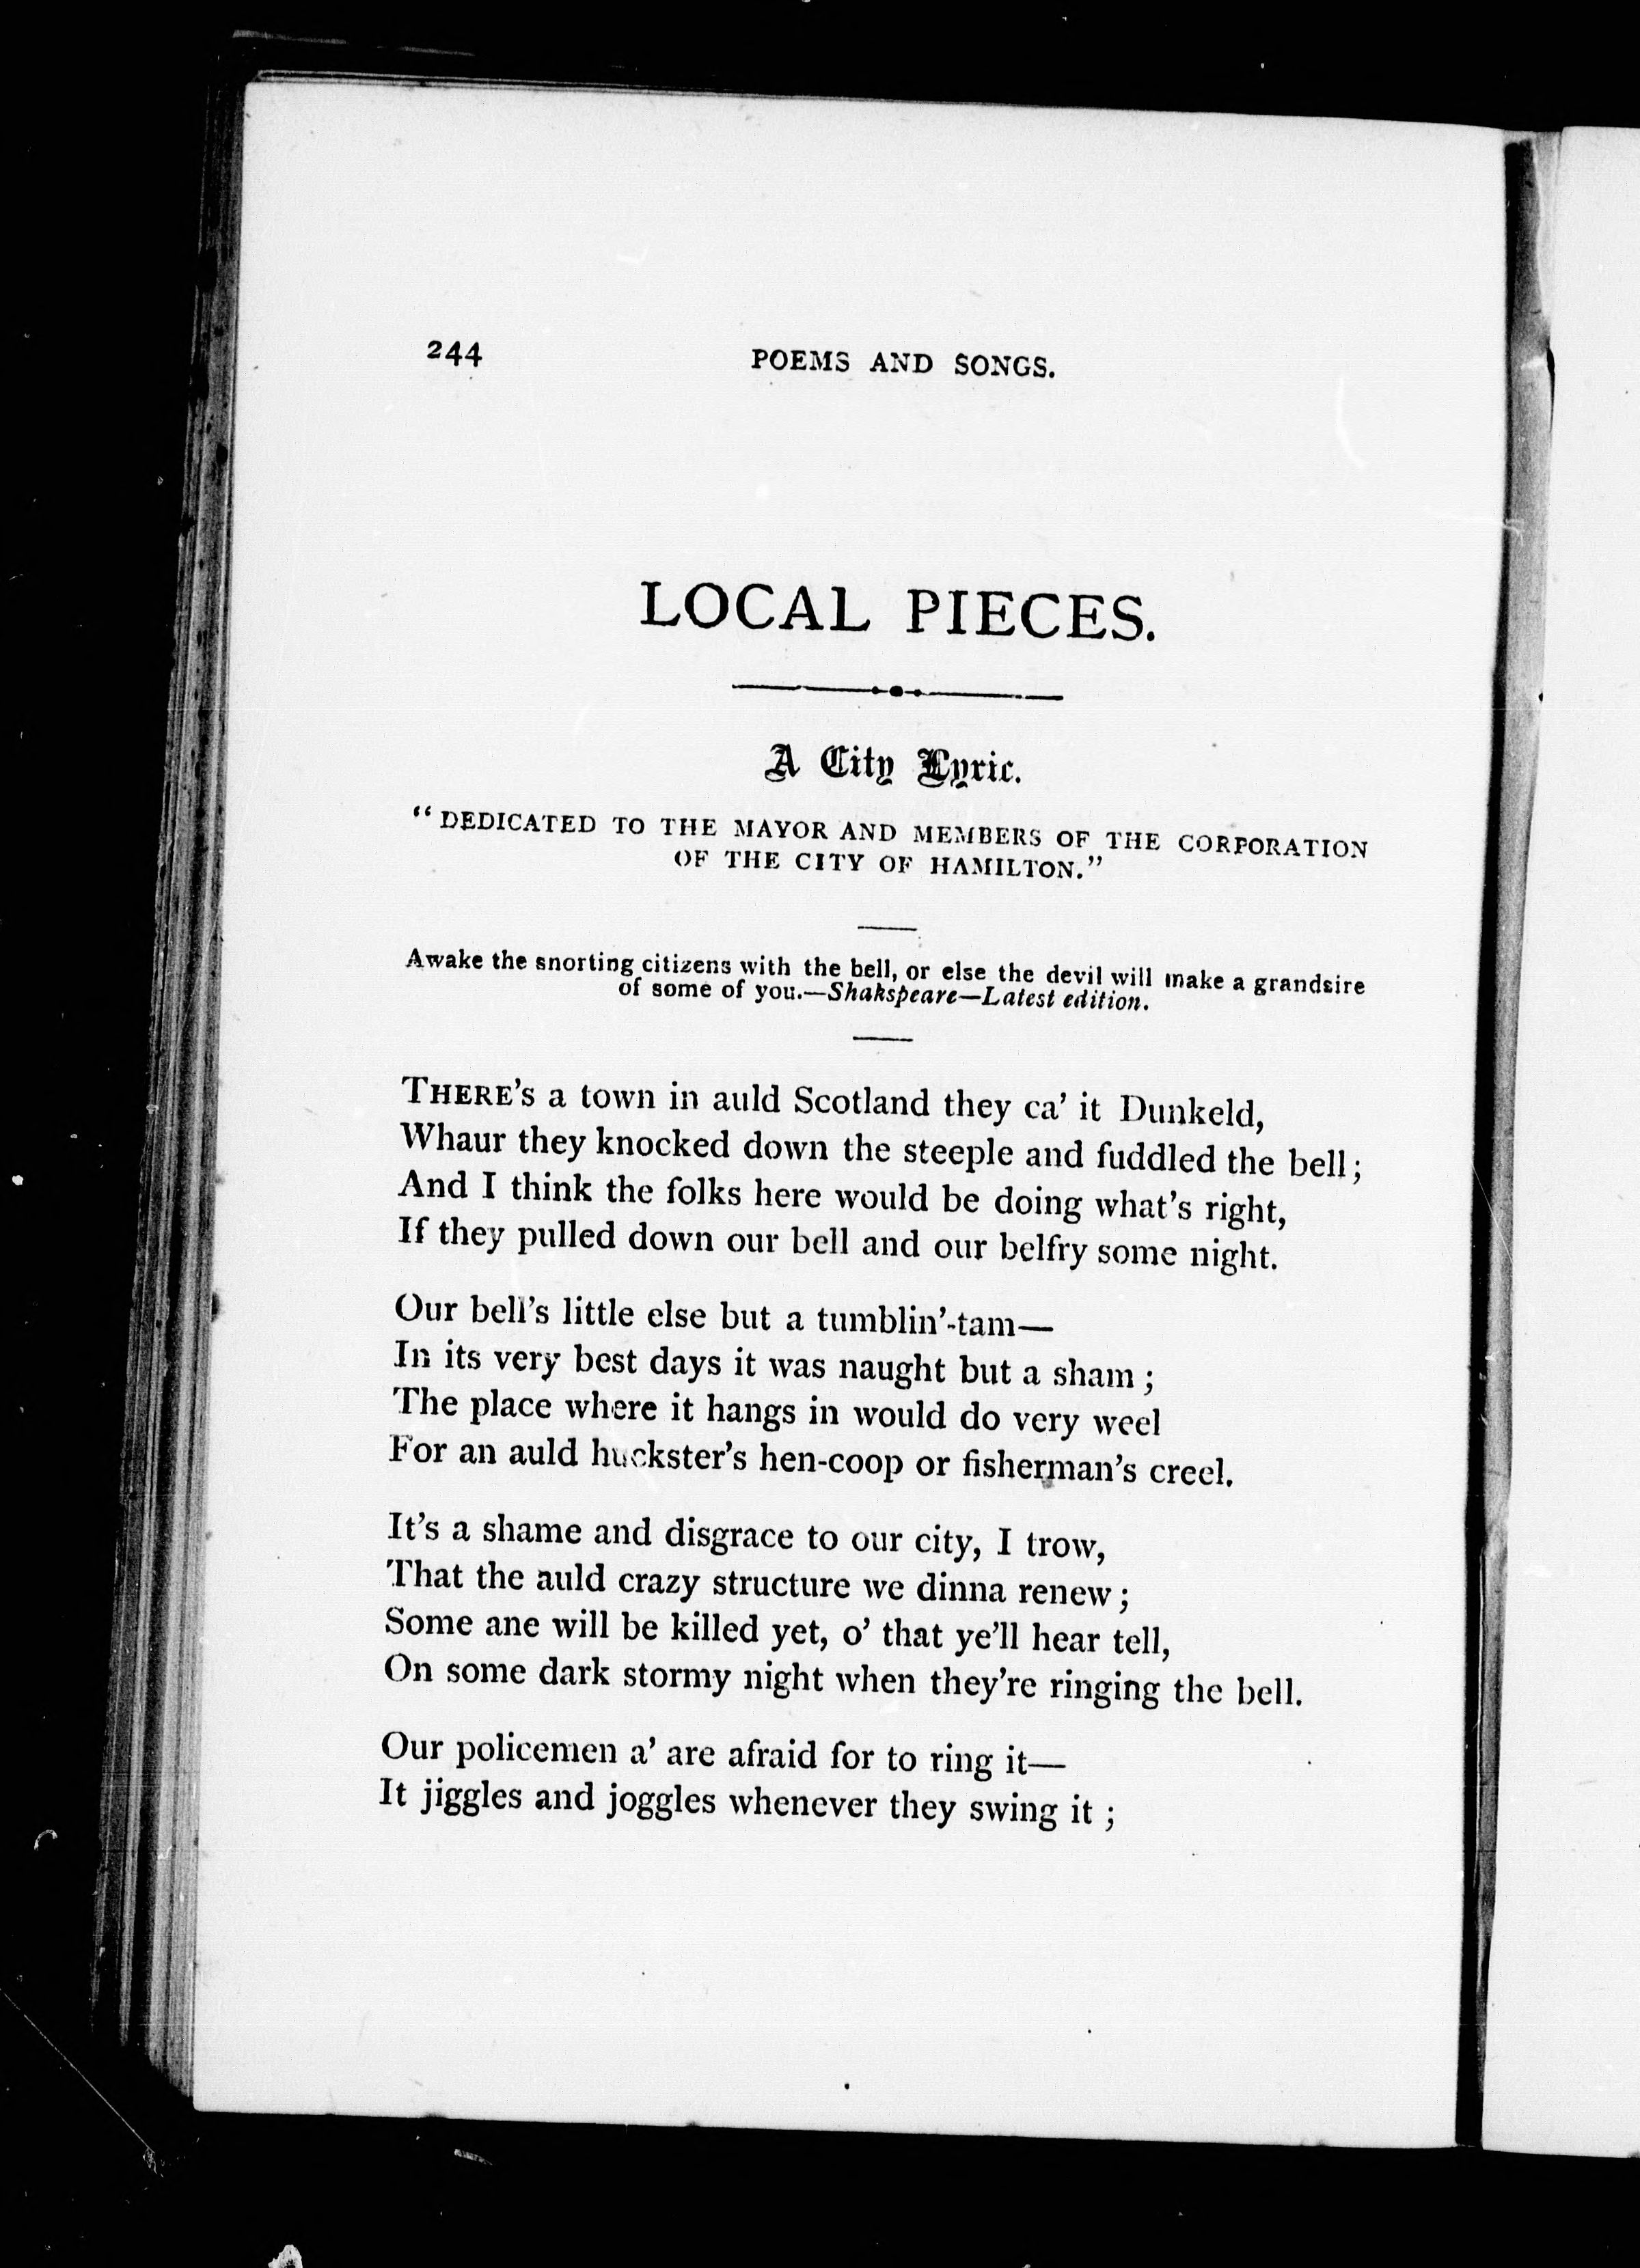 244
POEMS AND SONGS.
LOCAL PIECES.
A City Lyric.
“DEDICATED TO THE MAYOR AND MEMBERS OF THE CORPORATION
OF THE CITY OF HAMILTON.”
Awake the snorting citizens with the bell, or else the devil will make a grandsire
of some of you.—Shakspeare—Latest edition.
THERE’S a town in auld Scotland they ca’ it Dunkeld,
Whaur they knocked down the steeple and fuddled the bell;
And I think the folks here would be doing what’s right,
If they pulled down our bell and our belfry some night.
Our bell’s little else but a tumblin’-tam—
In its very best days it was naught but a sham;
The place where it hangs in would do very weel
For an auld huckster’s hen-coop or fisherman’s creel.
It’s a shame and disgrace to our city, I trow,
That the auld crazy structure we dinna renew;
Some ane will be killed yet, o’ that ye’ll hear tell,
On some dark stormy night when they’re ringing the bell.
Our policemen a’ are afraid for to ring it—
It jiggles and joggles whenever they swing it;